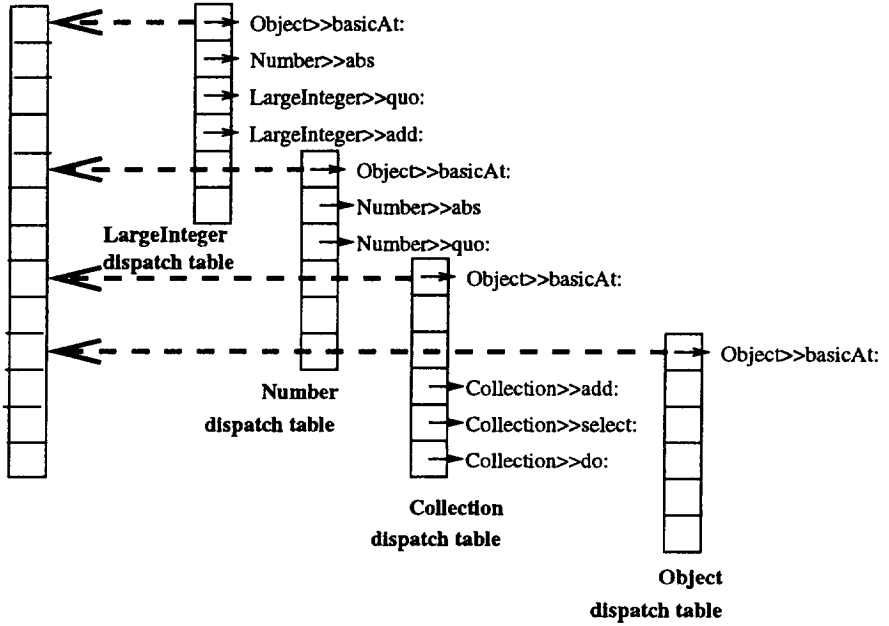 Object>>basicAt:
Number>>abs
LargeInteger>>quo:
LargeInteger>>add:
Object>>basicAt:
Number>>abs
Number>>quo:
LargeInteger
dispatch table
Object>>basicAt:
Object>>basicAt:
Number
dispatch table
Collection>>add:
Collection>>select:
Collection>>do:
Collection
dispatch table
Object
dispatch table